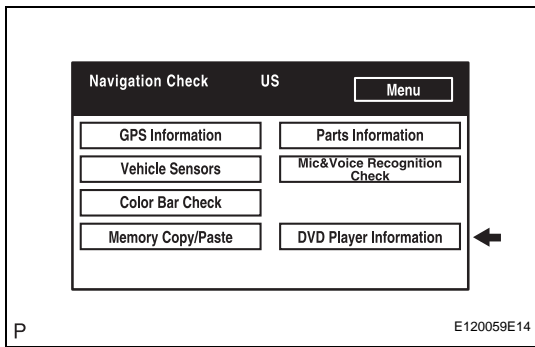 Navigation Check US Menu
GPS Information Parts Information
Vehicle Sensors Mic&Voice Recognition
Check
Color Bar Check
Memory Copy/Paste DVD Player Information
P E120059E14